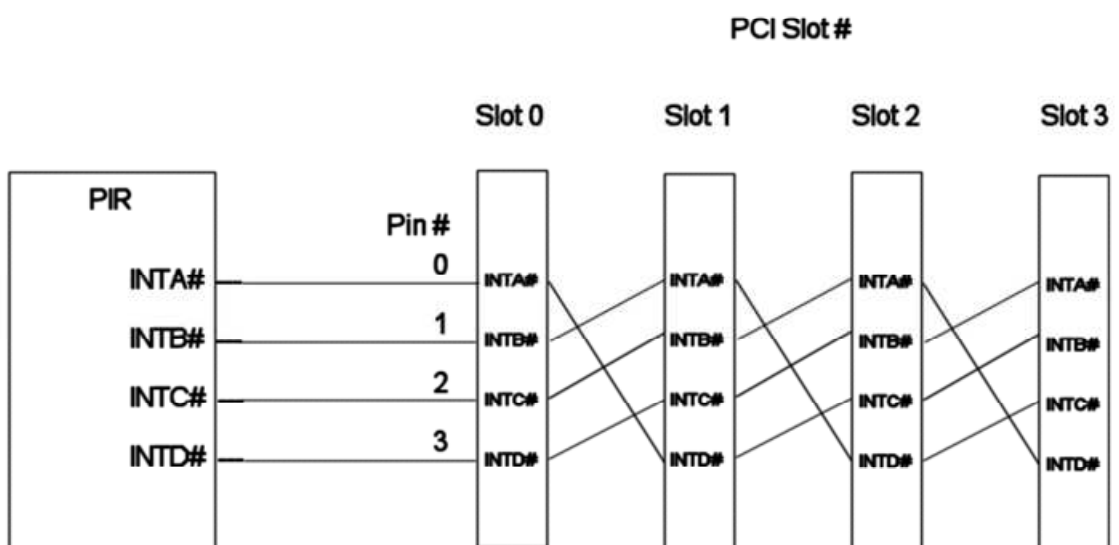 PCI Slot #
Slot 0 Slot 1 Slot 2 Slot 3
PIR
Pin #
INTA# 0 INTA# INTA# INTA# INTA#
INTB# 1 INTB# INTB# INTB# INTB#
INTC# 2 INTC# INTC# INTC# INTC#
INTD# 3 INTD# INTD# INTD# INTD#